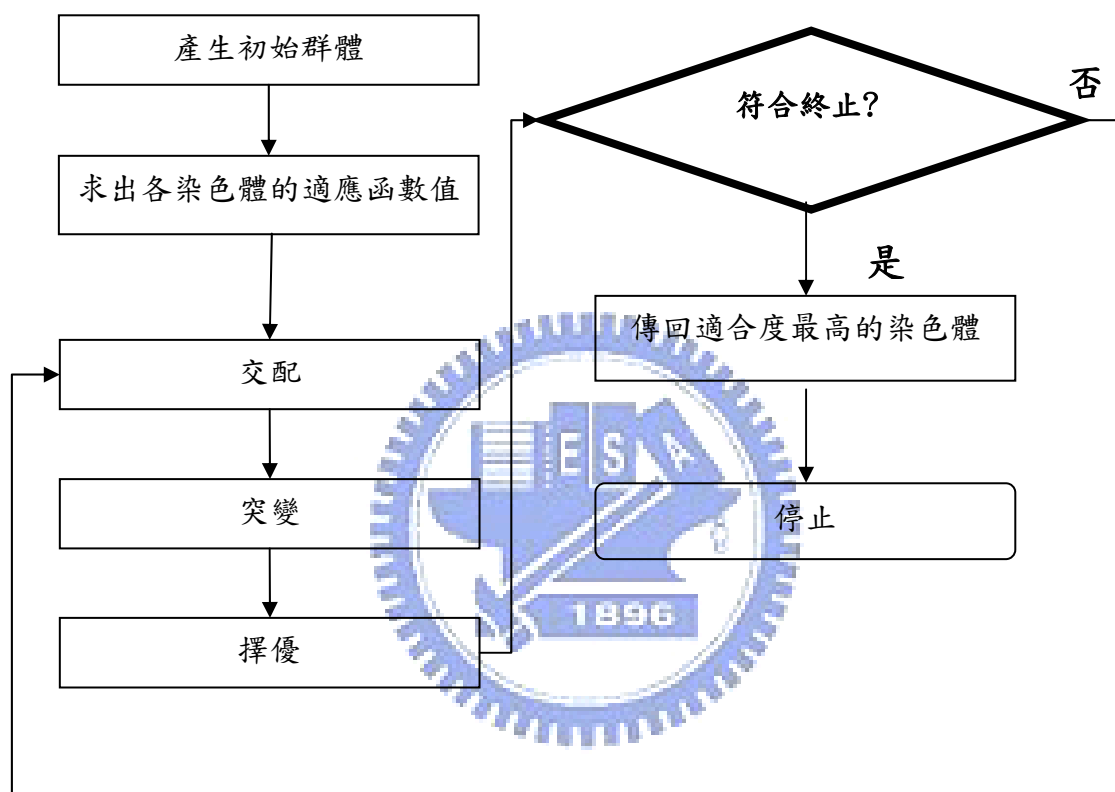 產生初始群體
求出各染色體的適應函數值
交配
突變
擇優
符合終止?
否
是
傳回適合度最高的染色體
停止
E S A
1896